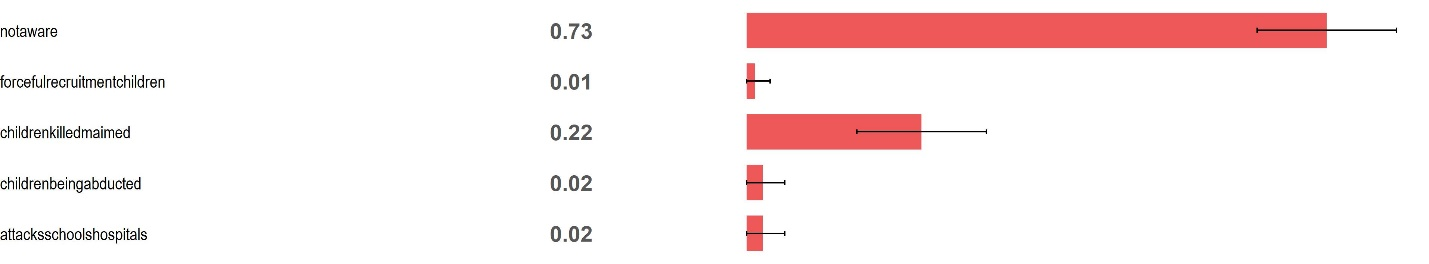 notaware 0.73
forcefulrecruitmentchildren 0.01
childrenkilledmaimed 0.22
childrenbeingabducted 0.02
attacksschoolshospitals 0.02